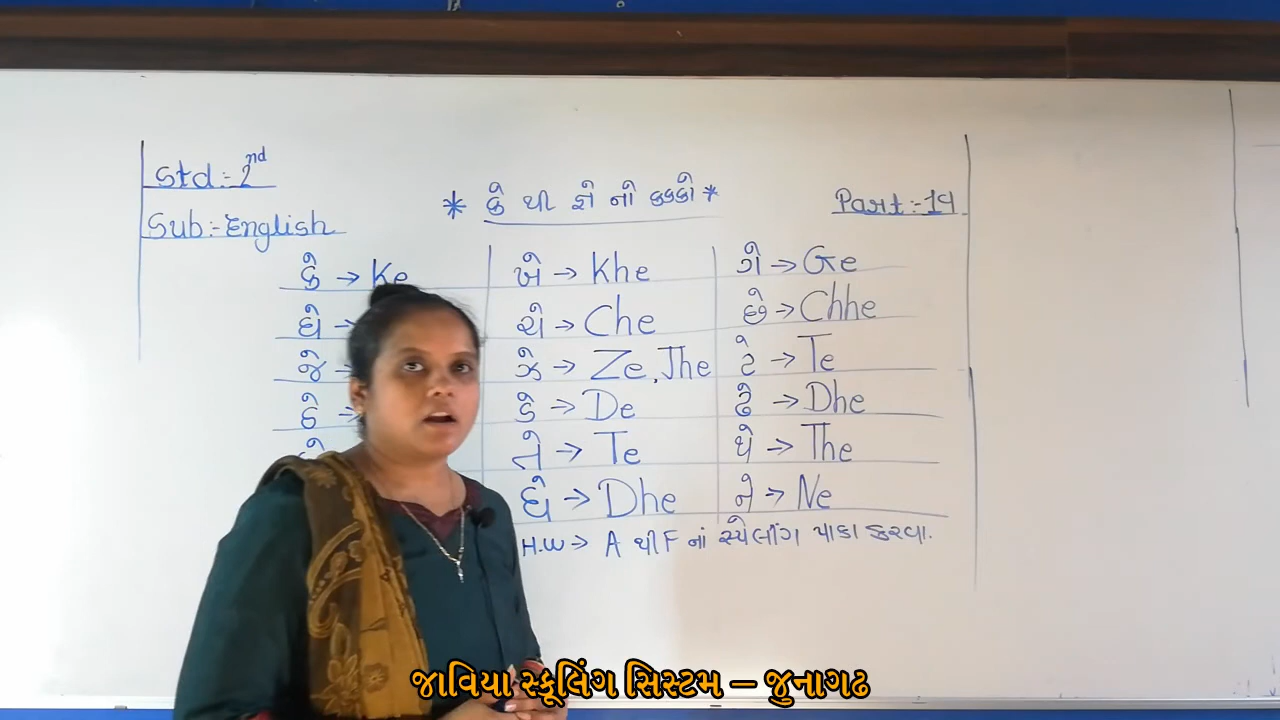 Std:- 2nd
* કે થી શે નો કક્કો *
Part:-19
Sub:- English
કે → Ke ખે → Khe ગે → Ge
ઘે → ચે → Che છે → Chhe
જે → ઝે → Ze, Jhe ટે → Te
ઠે → ડે → De ઢે → Dhe
તે → Te થે → The
ધે → Dhe ને → Ne
H.W → A થી F નાં સ્પેલીંગ પાકા કરવા.
જાવિયા સ્કૂલિંગ સિસ્ટમ – જુનાગઢ